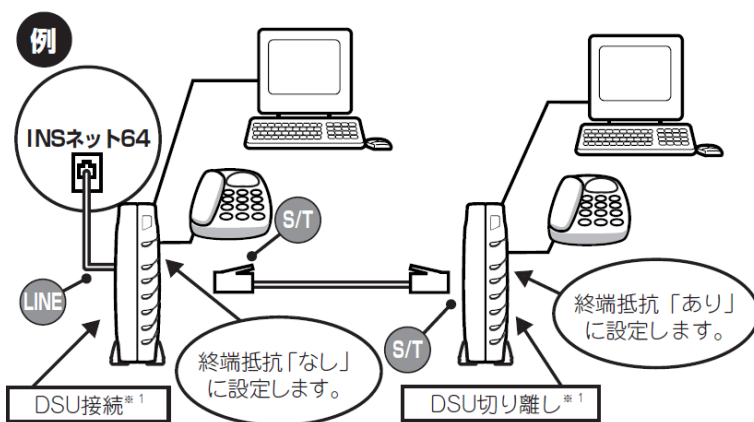 例
INSネット64
S/T
LINE
終端抵抗「なし」
に設定します。
DSU接続※1
S/T
終端抵抗「あり」
に設定します。
DSU切り離し※1